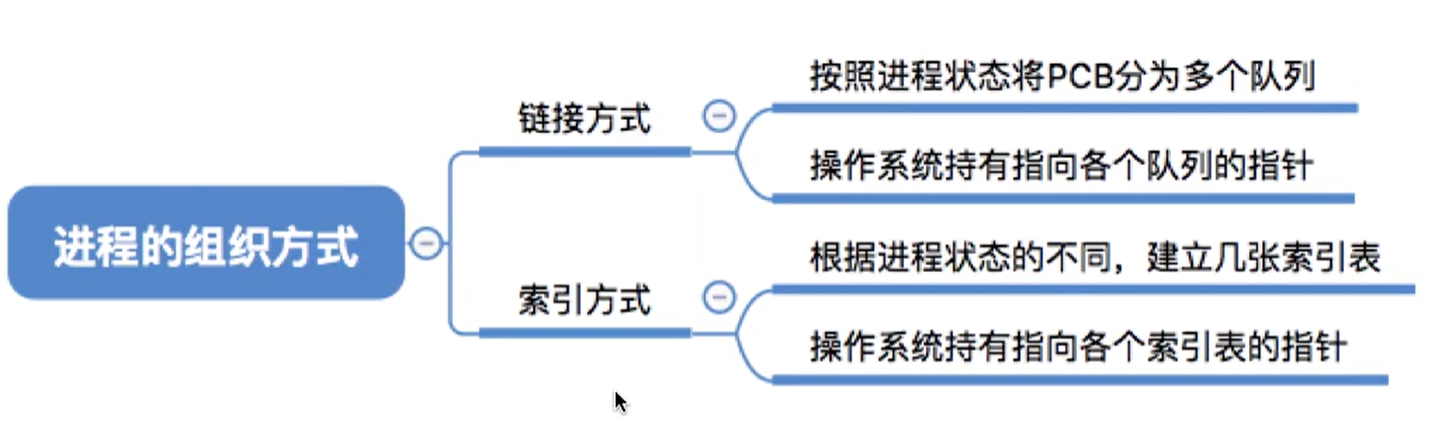 进程的组织方式
链接方式
按照进程状态将PCB分为多个队列
操作系统持有指向各个队列的指针
索引方式
根据进程状态的不同，建立几张索引表
操作系统持有指向各个索引表的指针